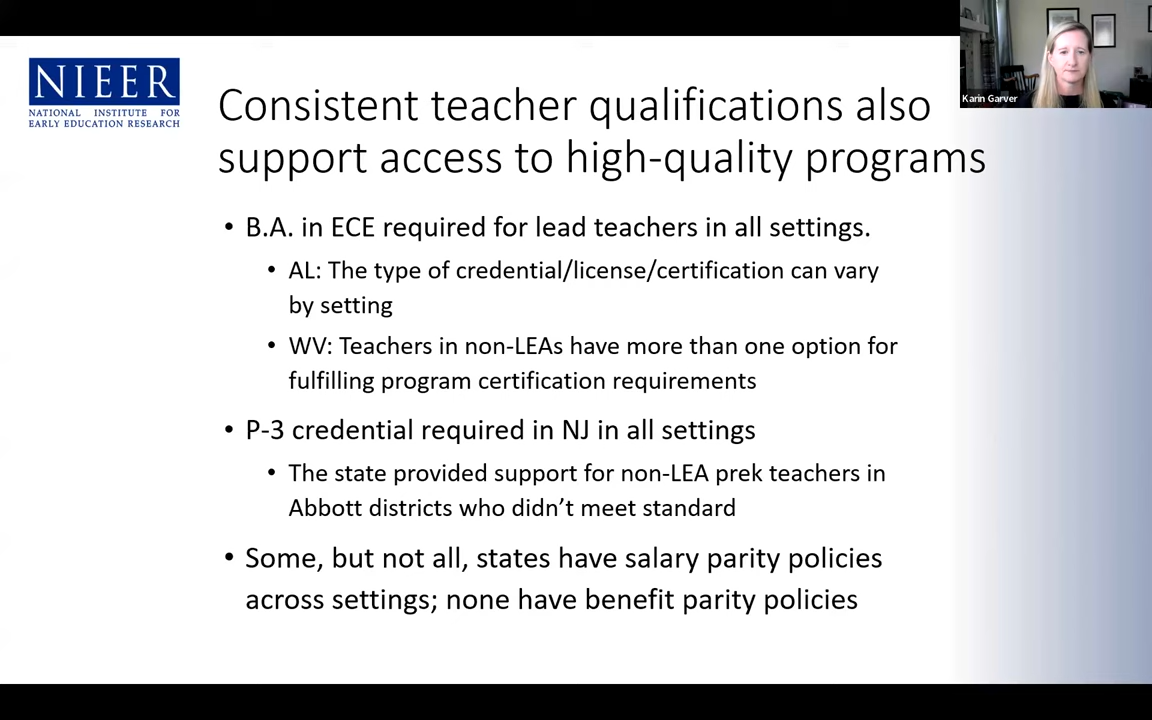 NIEER
NATIONAL INSTITUTE FOR
EARLY EDUCATION RESEARCH
Karin Garver
Consistent teacher qualifications also
support access to high-quality programs
• B.A. in ECE required for lead teachers in all settings.
• AL: The type of credential/license/certification can vary
by setting
• WV: Teachers in non-LEAs have more than one option for
fulfilling program certification requirements
• P-3 credential required in NJ in all settings
• The state provided support for non-LEA prek teachers in
Abbott districts who didn’t meet standard
• Some, but not all, states have salary parity policies
across settings; none have benefit parity policies